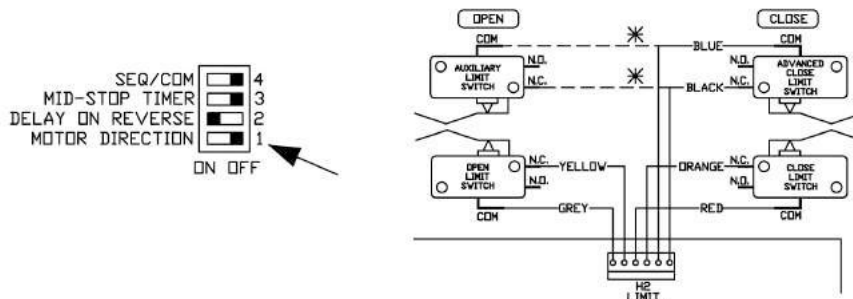 SEQ/COM 4
MID-STOP TIMER 3
DELAY ON REVERSE 2
MOTOR DIRECTION 1
ON OFF
OPEN
CLOSE
COM
COM
N.O.
N.O.
AUXILIARY
LIMIT
SWITCH
BLUE
ADVANCED
CLOSE
LIMIT
SWITCH
N.C.
BLACK
N.C.
OPEN
LIMIT
SWITCH
N.C.
YELLOW
ORANGE
N.C.
CLOSE
LIMIT
SWITCH
N.O.
N.O.
COM
GREY
RED
COM
H2
LIMIT